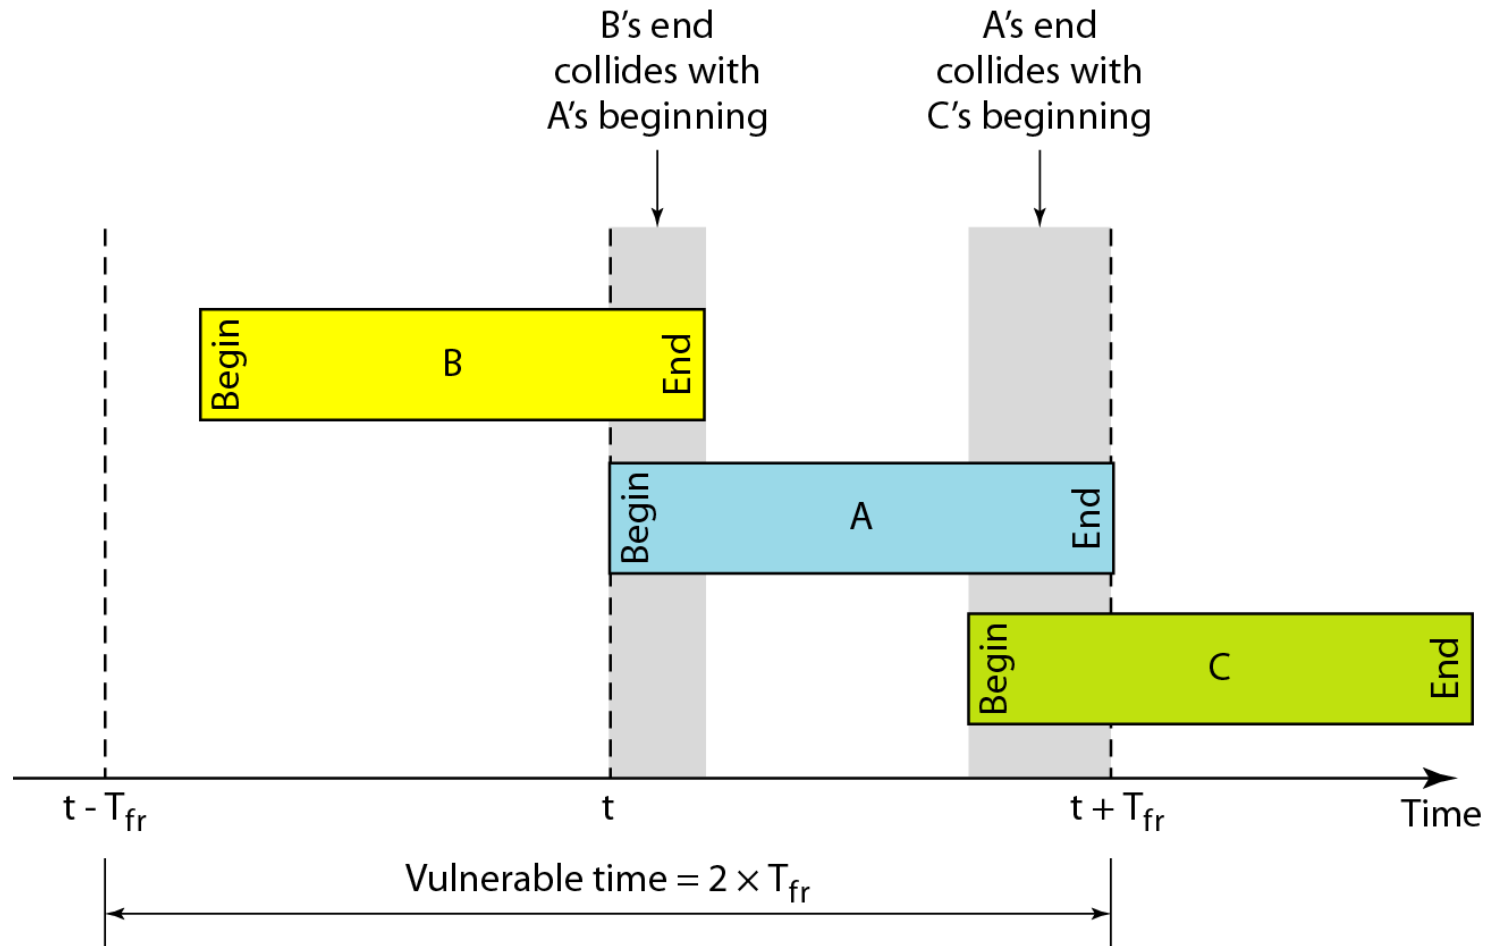 B's end
collides with
A's beginning
A's end
collides with
C's beginning
Begin
B
End
Begin
A
End
Begin
C
End
t - Tfr
t
t + Tfr
Time
Vulnerable time = 2 × Tfr